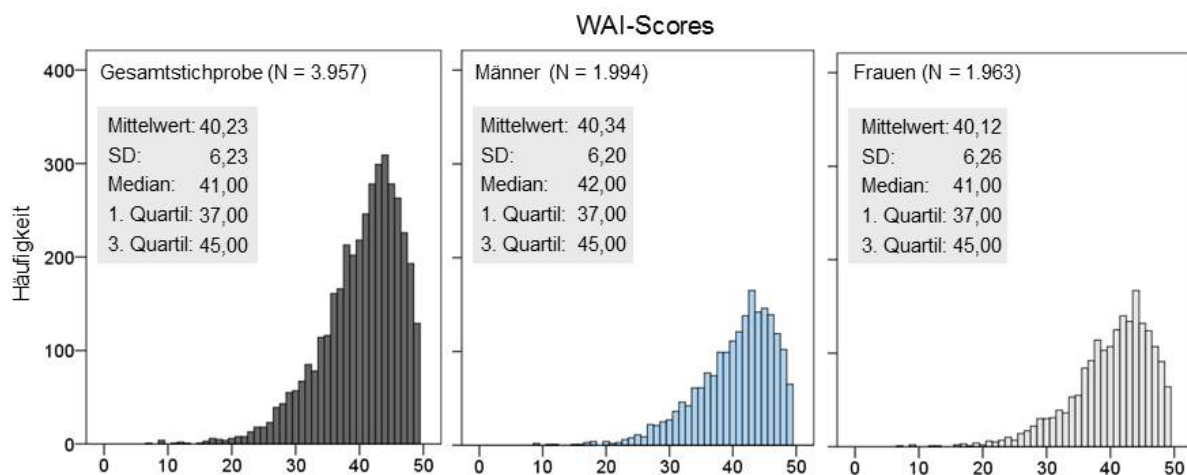 WAI-Scores
Häufigkeit
400
300
200
100
0
Gesamtstichprobe (N = 3.957)
Mittelwert: 40,23
SD: 6,23
Median: 41,00
1. Quartil: 37,00
3. Quartil: 45,00
0 10 20 30 40 50
Männer (N = 1.994)
Mittelwert: 40,34
SD: 6,20
Median: 42,00
1. Quartil: 37,00
3. Quartil: 45,00
0 10 20 30 40 50
Frauen (N = 1.963)
Mittelwert: 40,12
SD: 6,26
Median: 41,00
1. Quartil: 37,00
3. Quartil: 45,00
0 10 20 30 40 50